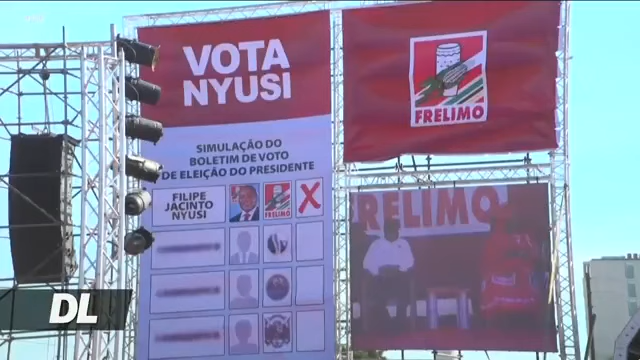 VOTA
NYUSI
SIMULAÇÃO DO
BOLETIM DE VOTO
DE ELEIÇÃO DO PRESIDENTE
FILIPE
JACINTO
NYUSI
FRELIMO
X
FRELIMO
FRELIMO
DL